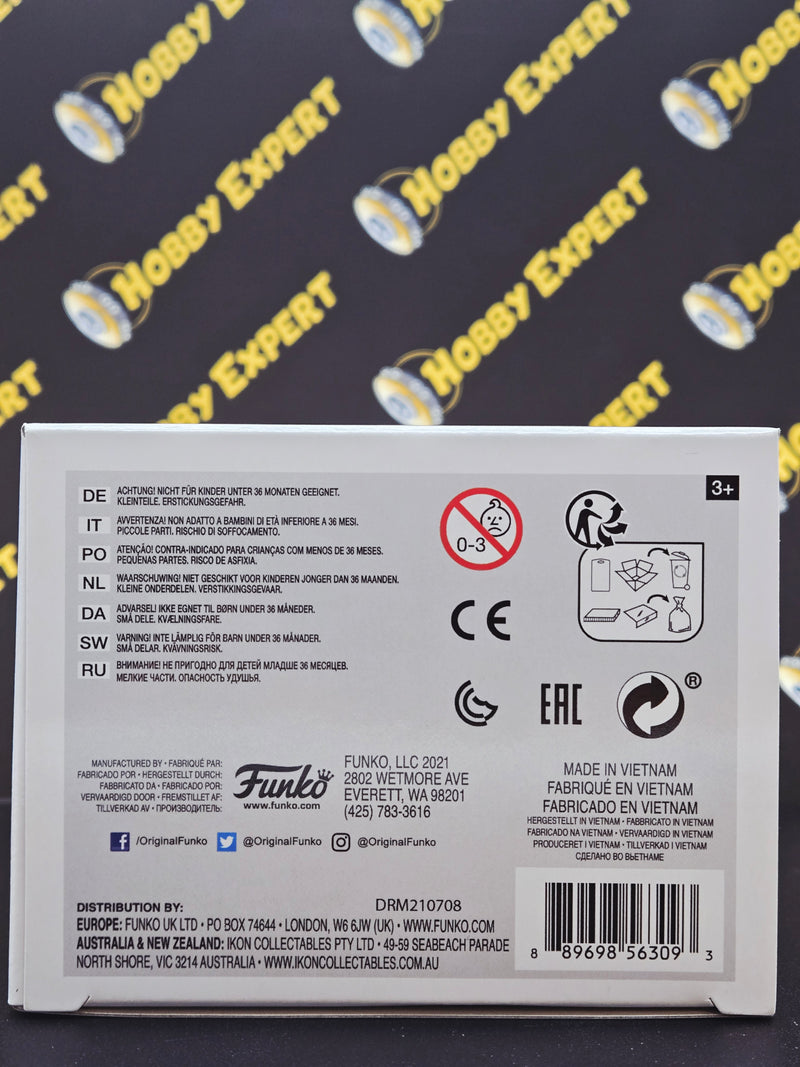 HOBBY EXPERT
HOBBY EXPERT
HOBBY EXPERT
HOBBY EXPERT
HOBBY EXPERT
HOBBY EXPERT
3+
DE ACHTUNG! NICHT FÜR KINDER UNTER 36 MONATEN GEEIGNET.
KLEINTEILE. ERSTICKUNGSGEFAHR.
IT AVVERTENZA! NON ADATTO A BAMBINI DI ETÀ INFERIORE A 36 MESI.
PICCOLE PARTI. RISCHIO DI SOFFOCAMENTO.
PO ATENÇÃO! CONTRA-INDICADO PARA CRIANÇAS COM MENOS DE 36 MESES.
PEQUENAS PARTES. RISCO DE ASFIXIA.
NL WAARSCHUWING! NIET GESCHIKT VOOR KINDEREN JONGER DAN 36 MAANDEN.
KLEINE ONDERDELEN. VERSTIKKINGSGEVAAR.
DA ADVARSEL! IKKE EGNET TIL BØRN UNDER 36 MÅNEDER.
SMÅ DELE. KVÆLNINGSFARE.
SW VARNING! INTE LÄMPLIG FÖR BARN UNDER 36 MÅNADER.
SMÅ DELAR. KVÄVNINGSRISK.
RU ВНИМАНИЕ! НЕ ПРИГОДНО ДЛЯ ДЕТЕЙ МЛАДШЕ 36 МЕСЯЦЕВ.
МЕЛКИЕ ЧАСТИ. ОПАСНОСТЬ УДУШЬЯ.
0-3
CE
EAC
®
MANUFACTURED BY • FABRIQUÉ PAR:
FABRICADO POR • HERGESTELLT DURCH:
FABBRICATO DA • FABRICADO POR:
VERVAARDIGD DOOR • FREMSTILLET AF:
TILLVERKAD AV • ПРОИЗВОДИТЕЛЬ:
Funko
www.funko.com
FUNKO, LLC 2021
2802 WETMORE AVE
EVERETT, WA 98201
(425) 783-3616
/OriginalFunko @OriginalFunko @OriginalFunko
MADE IN VIETNAM
FABRIQUÉ EN VIETNAM
FABRICADO EN VIETNAM
HERGESTELLT IN VIETNAM • FABBRICATO IN VIETNAM
FABRICADO NA VIETNAM • VERVAARDIGD IN VIETNAM
PRODUCERET I VIETNAM • TILLVERKAD I VIETNAM
СДЕЛАНО ВО ВЬЕТНАМЕ
DISTRIBUTION BY: DRM210708
EUROPE: FUNKO UK LTD • PO BOX 74644 • LONDON, W6 6JW (UK) • WWW.FUNKO.COM
AUSTRALIA & NEW ZEALAND: IKON COLLECTABLES PTY LTD • 49-59 SEABEACH PARADE
NORTH SHORE, VIC 3214 AUSTRALIA • WWW.IKONCOLLECTABLES.COM.AU
8 89698 56309 3